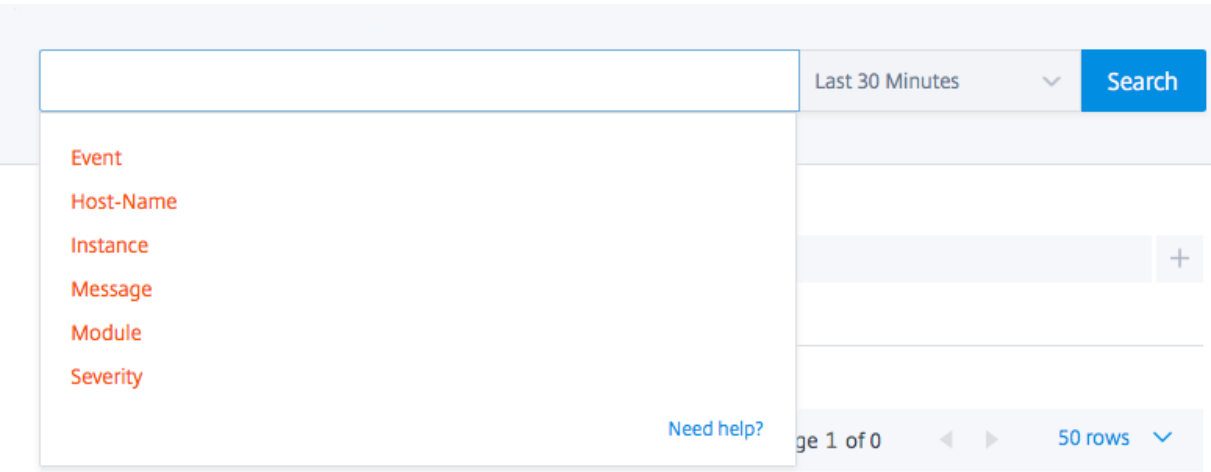 Last 30 Minutes
Search
Event
Host-Name
Instance
Message
Module
Severity
Need help?
ge 1 of 0
50 rows